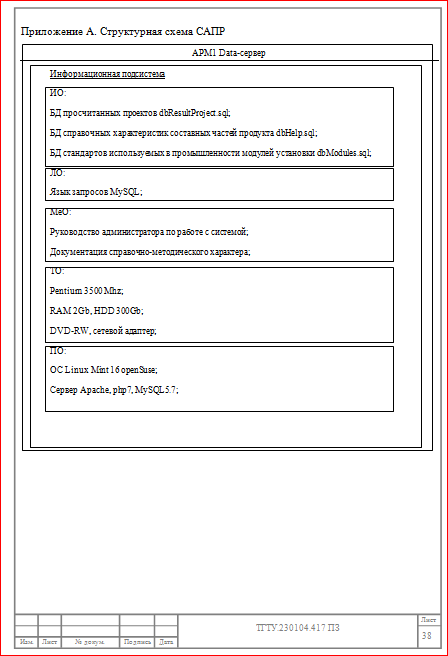 Приложение А. Структурная схема САПР
АРМ1 Data-сервер
Информационная подсистема
ИО:
БД просчитанных проектов dbResultProject.sql;
БД справочных характеристик составных частей продукта dbHelp.sql;
БД стандартов используемых в промышленности модулей установки dbModules.sql;
ЛО:
Язык запросов MySQL;
МеО:
Руководство администратора по работе с системой;
Документация справочно-методического характера;
ТО:
Pentium 3500 Mhz;
RAM 2Gb, HDD 300Gb;
DVD-RW, сетевой адаптер;
ПО:
ОС Linux Mint 16 openSuse;
Сервер Apache, php7, MySQL5.7;
ТГТУ.230104.417 ПЗ
Лист
38
Изм. Лист № докум. Подпись Дата